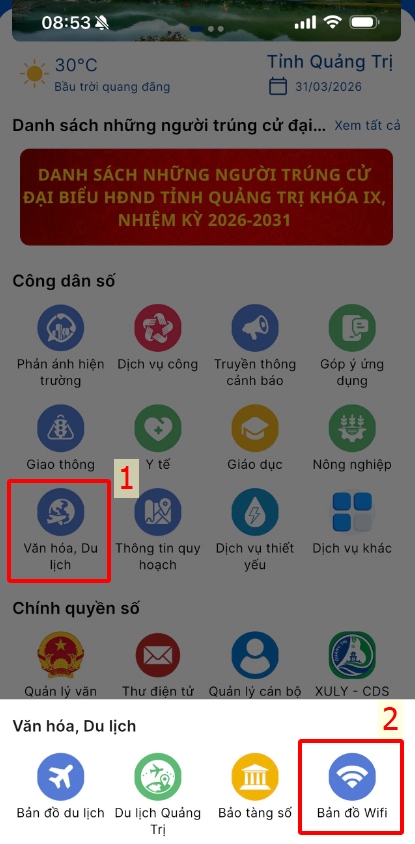 08:53
30°C
Bầu trời quang đãng
Tỉnh Quảng Trị
31/03/2026
Danh sách những người trúng cử đại...
Xem tất cả
DANH SÁCH NHỮNG NGƯỜI TRÚNG CỬ
ĐẠI BIỂU HĐND TỈNH QUẢNG TRỊ KHÓA IX,
NHIỆM KỲ 2026-2031
Công dân số
Phản ánh hiện
trường
Dịch vụ công
Truyền thông
cảnh báo
Góp ý ứng
dụng
Giao thông
Y tế
Giáo dục
Nông nghiệp
1
Văn hóa, Du
lịch
Thông tin quy
hoạch
Dịch vụ thiết
yếu
Dịch vụ khác
Chính quyền số
Quản lý văn
Thư điện tử
Quản lý cán bộ
XULY - CDS
Văn hóa, Du lịch
2
Bản đồ du lịch
Du lịch Quảng
Trị
Bảo tàng số
Bản đồ Wifi